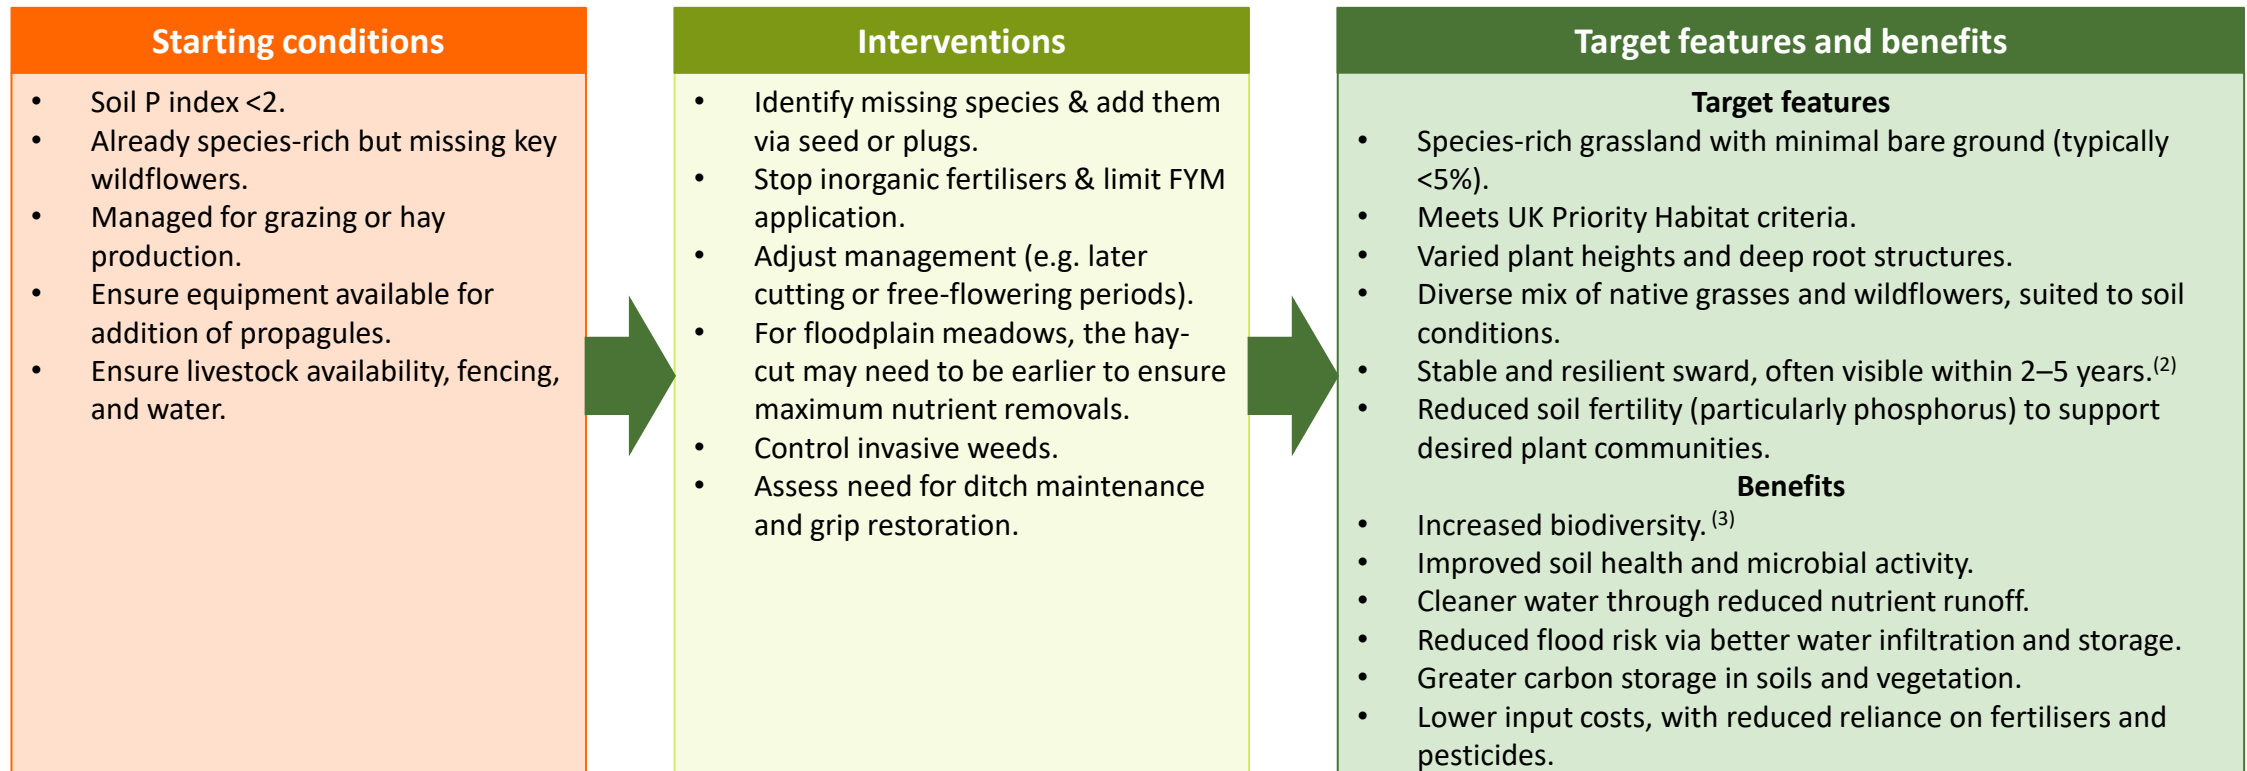 Starting conditions
• Soil P index <2.
• Already species-rich but missing key
wildflowers.
• Managed for grazing or hay
production.
• Ensure equipment available for
addition of propagules.
• Ensure livestock availability, fencing,
and water.
Interventions
• Identify missing species & add them
via seed or plugs.
• Stop inorganic fertilisers & limit FYM
application.
• Adjust management (e.g. later
cutting or free-flowering periods).
• For floodplain meadows, the hay-
cut may need to be earlier to ensure
maximum nutrient removals.
• Control invasive weeds.
• Assess need for ditch maintenance
and grip restoration.
Target features and benefits
Target features
• Species-rich grassland with minimal bare ground (typically
<5%).
• Meets UK Priority Habitat criteria.
• Varied plant heights and deep root structures.
• Diverse mix of native grasses and wildflowers, suited to soil
conditions.
• Stable and resilient sward, often visible within 2–5 years.(2)
• Reduced soil fertility (particularly phosphorus) to support
desired plant communities.
Benefits
• Increased biodiversity. (3)
• Improved soil health and microbial activity.
• Cleaner water through reduced nutrient runoff.
• Reduced flood risk via better water infiltration and storage.
• Greater carbon storage in soils and vegetation.
• Lower input costs, with reduced reliance on fertilisers and
pesticides.